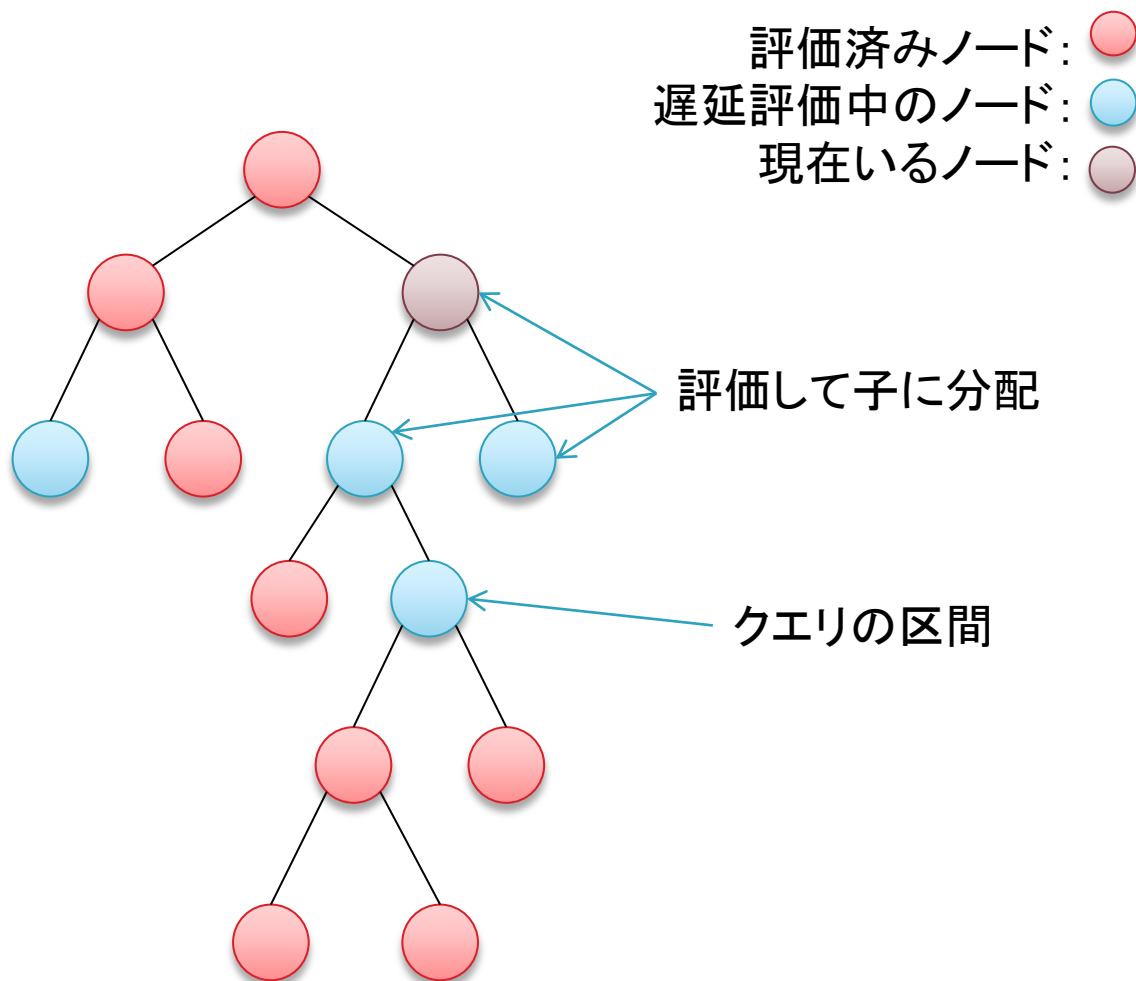 評価済みノード：
遅延評価中のノード：
現在いるノード：
評価して子に分配
クエリの区間